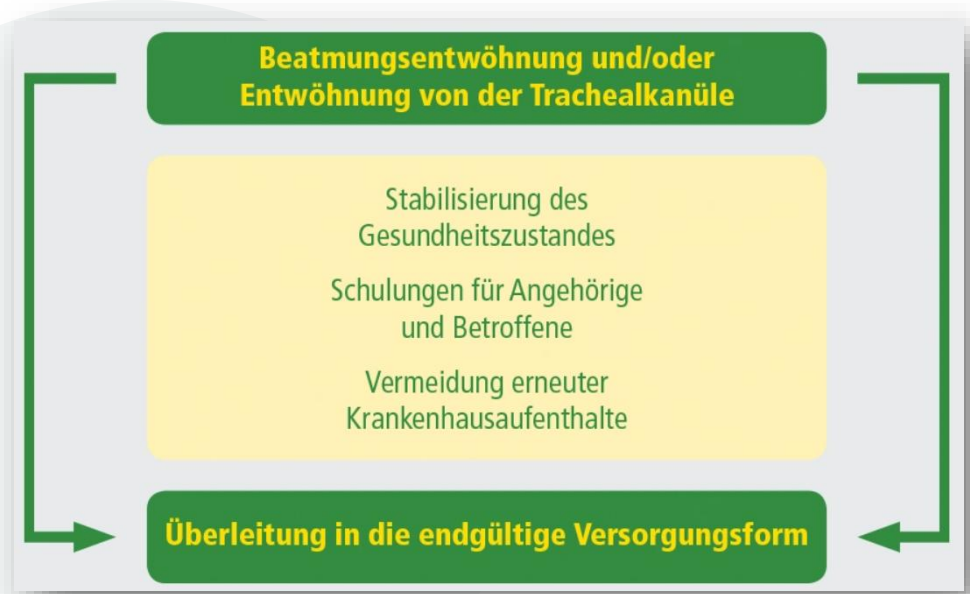 Beatmungsentwöhnung und/oder
Entwöhnung von der Trachealkanüle
Stabilisierung des
Gesundheitszustandes
Schulungen für Angehörige
und Betroffene
Vermeidung erneuter
Krankenhausaufenthalte
Überleitung in die endgültige Versorgungsform